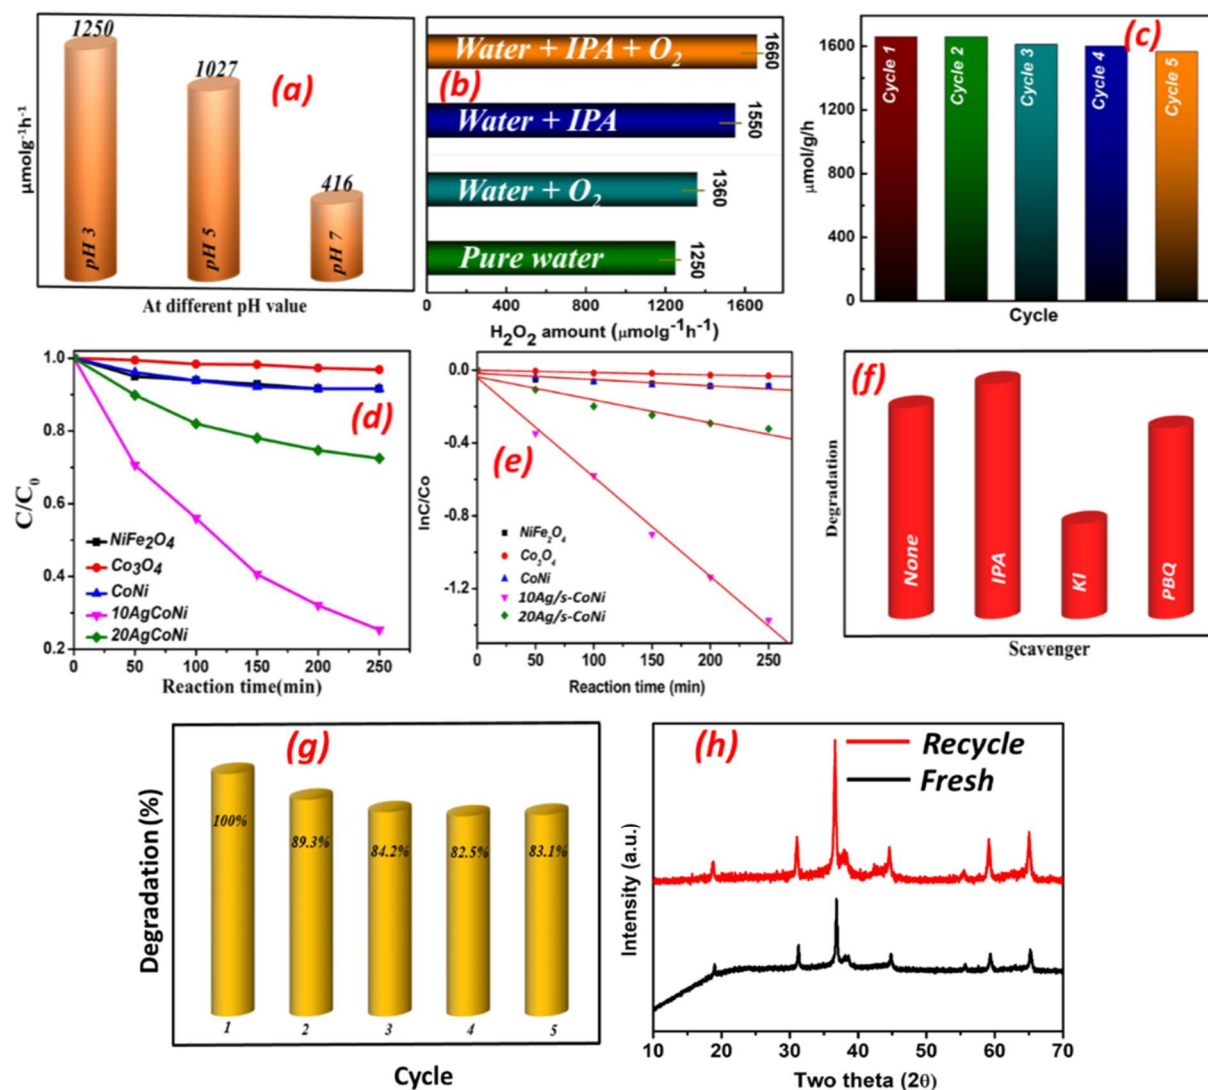 1250
1027
416
(a)
μmolg⁻¹h⁻¹
pH 3
pH 5
pH 7
At different pH value
Water + IPA + O₂
1660
(b)
Water + IPA
1550
Water + O₂
1360
Pure water
1250
0 400 800 1200 1600
H₂O₂ amount (μmolg⁻¹h⁻¹)
(c)
1600
1200
800
400
0
μmol/g/h
Cycle 1
Cycle 2
Cycle 3
Cycle 4
Cycle 5
Cycle
1.0
0.8
0.6
0.4
0.2
C/C₀
(d)
NiFe₂O₄
Co₃O₄
CoNi
10AgCoNi
20AgCoNi
0 50 100 150 200 250
Reaction time(min)
-0.0
-0.4
-0.8
-1.2
lnC/Co
(e)
NiFe₂O₄
Co₃O₄
CoNi
10Ag/s-CoNi
20Ag/s-CoNi
0 50 100 150 200 250
Reaction time (min)
(f)
Degradation
None
IPA
KI
PBQ
Scavenger
(g)
Degradation (%)
100%
89.3%
84.2%
82.5%
83.1%
1 2 3 4 5
Cycle
(h)
Recycle
Fresh
Intensity (a.u.)
10 20 30 40 50 60 70
Two theta (2θ)